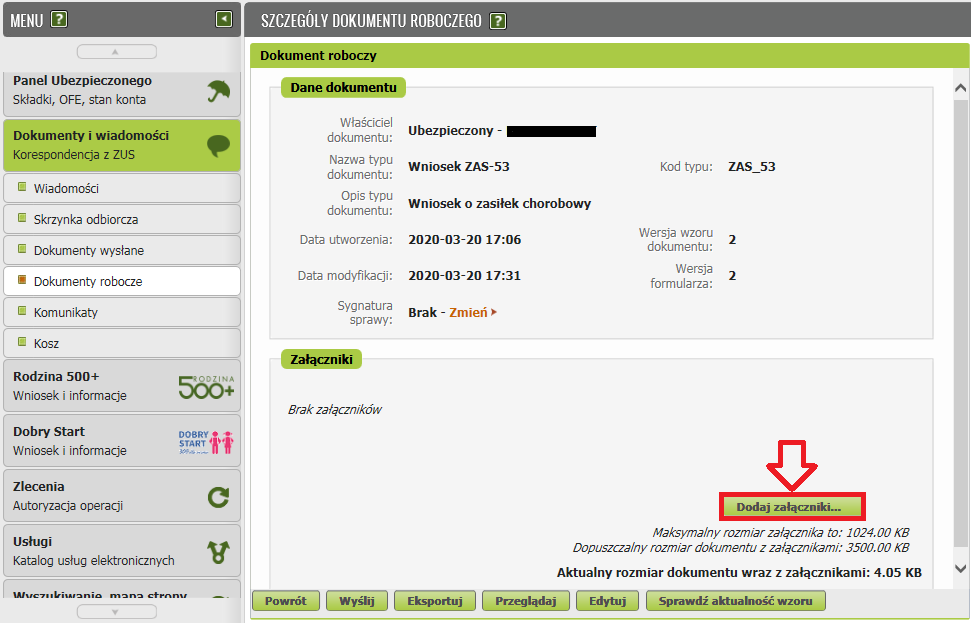 MENU ?
Panel Ubezpieczonego
Składki, OFE, stan konta
Dokumenty i wiadomości
Korespondencja z ZUS
Wiadomości
Skrzynka odbiorcza
Dokumenty wysłane
Dokumenty robocze
Komunikaty
Kosz
Rodzina 500+
Wniosek i informacje
RODZINA
500+
Dobry Start
Wniosek i informacje
DOBRY
START
Zlecenia
Autoryzacja operacji
Usługi
Katalog usług elektronicznych
Wyszukiwanie, mapa strony
SZCZEGÓŁY DOKUMENTU ROBOCZEGO ?
Dokument roboczy
Dane dokumentu
Właściciel
dokumentu:
Ubezpieczony -
Nazwa typu
dokumentu:
Wniosek ZAS-53
Kod typu: ZAS_53
Opis typu
dokumentu:
Wniosek o zasiłek chorobowy
Data utworzenia: 2020-03-20 17:06
Wersja wzoru
dokumentu:
2
Data modyfikacji: 2020-03-20 17:31
Wersja
formularza:
2
Sygnatura
sprawy:
Brak - Zmień
Załączniki
Brak załączników
Dodaj załączniki...
Maksymalny rozmiar załącznika to: 1024.00 KB
Dopuszczalny rozmiar dokumentu z załącznikami: 3500.00 KB
Aktualny rozmiar dokumentu wraz z załącznikami: 4.05 KB
Powrót Wyślij Eksportuj Przeglądaj Edytuj Sprawdź aktualność wzoru